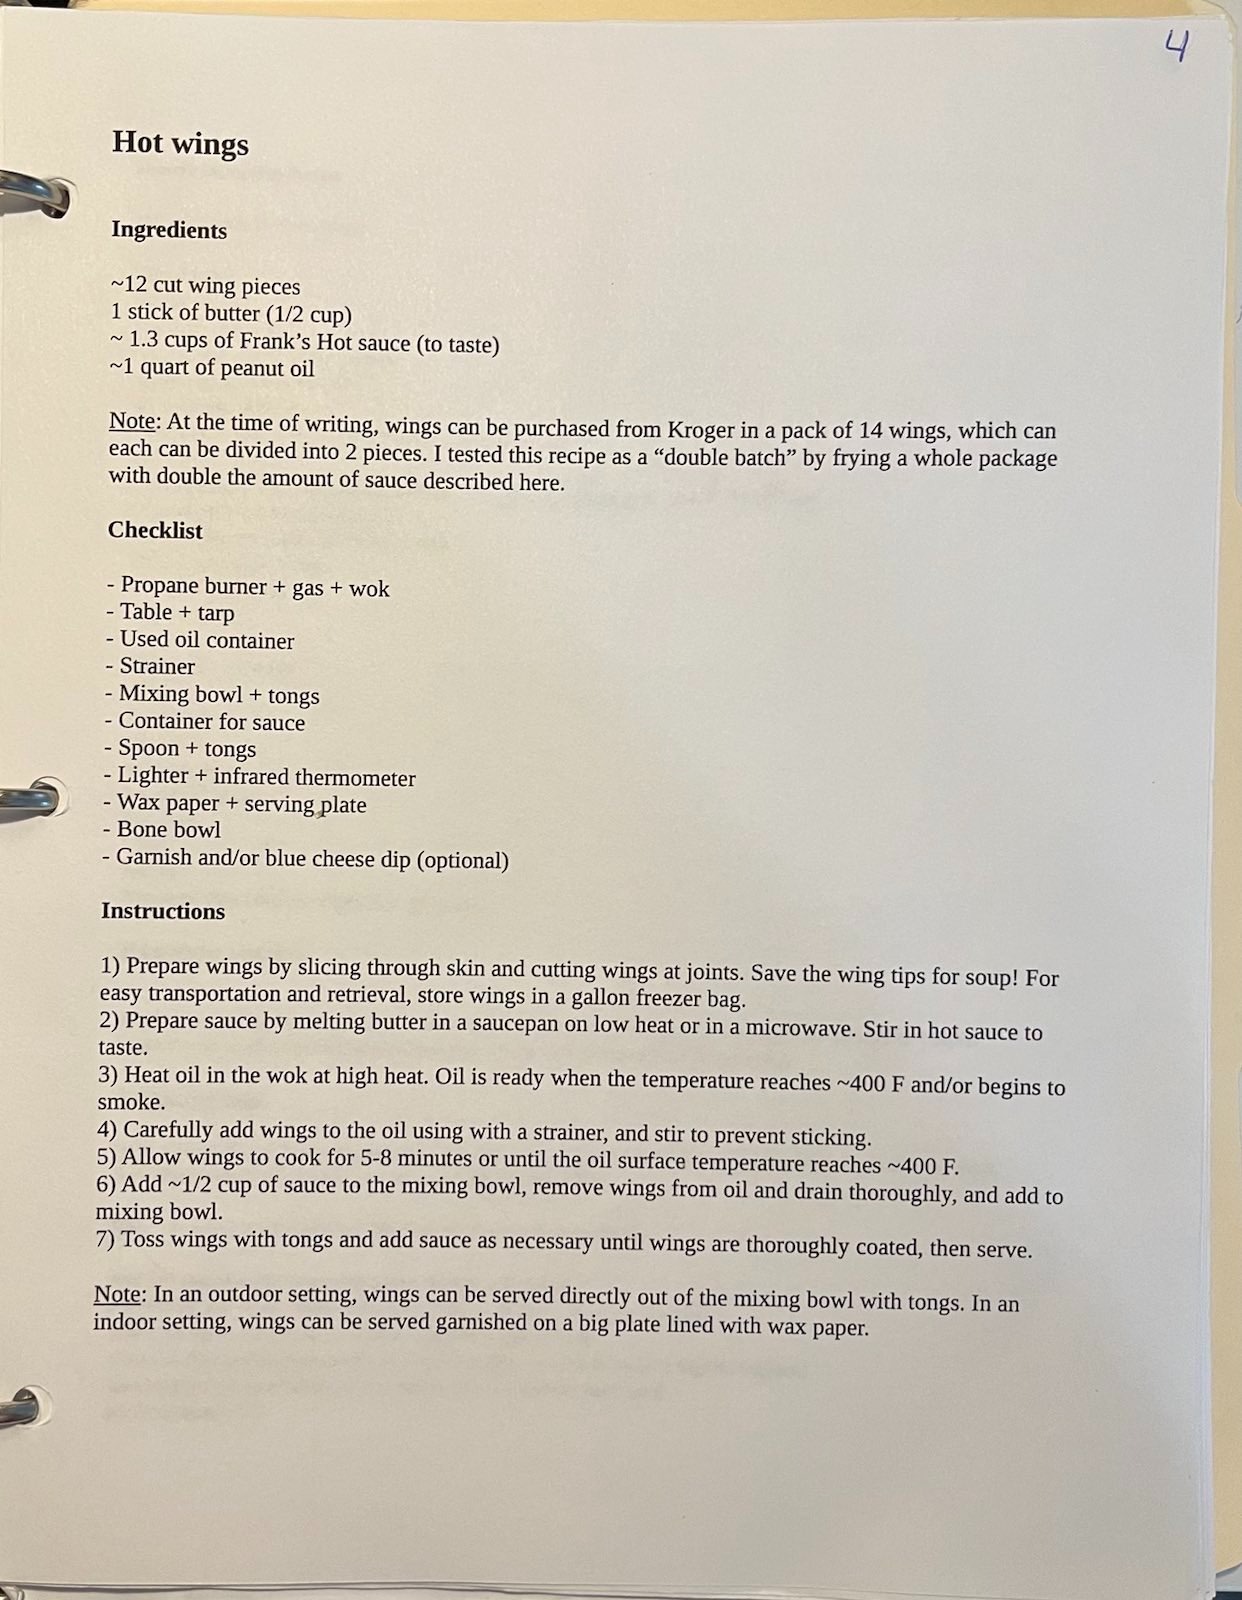 4
Hot wings
Ingredients
~12 cut wing pieces
1 stick of butter (1/2 cup)
~ 1.3 cups of Frank’s Hot sauce (to taste)
~1 quart of peanut oil
Note: At the time of writing, wings can be purchased from Kroger in a pack of 14 wings, which can
each can be divided into 2 pieces. I tested this recipe as a “double batch” by frying a whole package
with double the amount of sauce described here.
Checklist
- Propane burner + gas + wok
- Table + tarp
- Used oil container
- Strainer
- Mixing bowl + tongs
- Container for sauce
- Spoon + tongs
- Lighter + infrared thermometer
- Wax paper + serving plate
- Bone bowl
- Garnish and/or blue cheese dip (optional)
Instructions
1) Prepare wings by slicing through skin and cutting wings at joints. Save the wing tips for soup! For
easy transportation and retrieval, store wings in a gallon freezer bag.
2) Prepare sauce by melting butter in a saucepan on low heat or in a microwave. Stir in hot sauce to
taste.
3) Heat oil in the wok at high heat. Oil is ready when the temperature reaches ~400 F and/or begins to
smoke.
4) Carefully add wings to the oil using with a strainer, and stir to prevent sticking.
5) Allow wings to cook for 5-8 minutes or until the oil surface temperature reaches ~400 F.
6) Add ~1/2 cup of sauce to the mixing bowl, remove wings from oil and drain thoroughly, and add to
mixing bowl.
7) Toss wings with tongs and add sauce as necessary until wings are thoroughly coated, then serve.
Note: In an outdoor setting, wings can be served directly out of the mixing bowl with tongs. In an
indoor setting, wings can be served garnished on a big plate lined with wax paper.